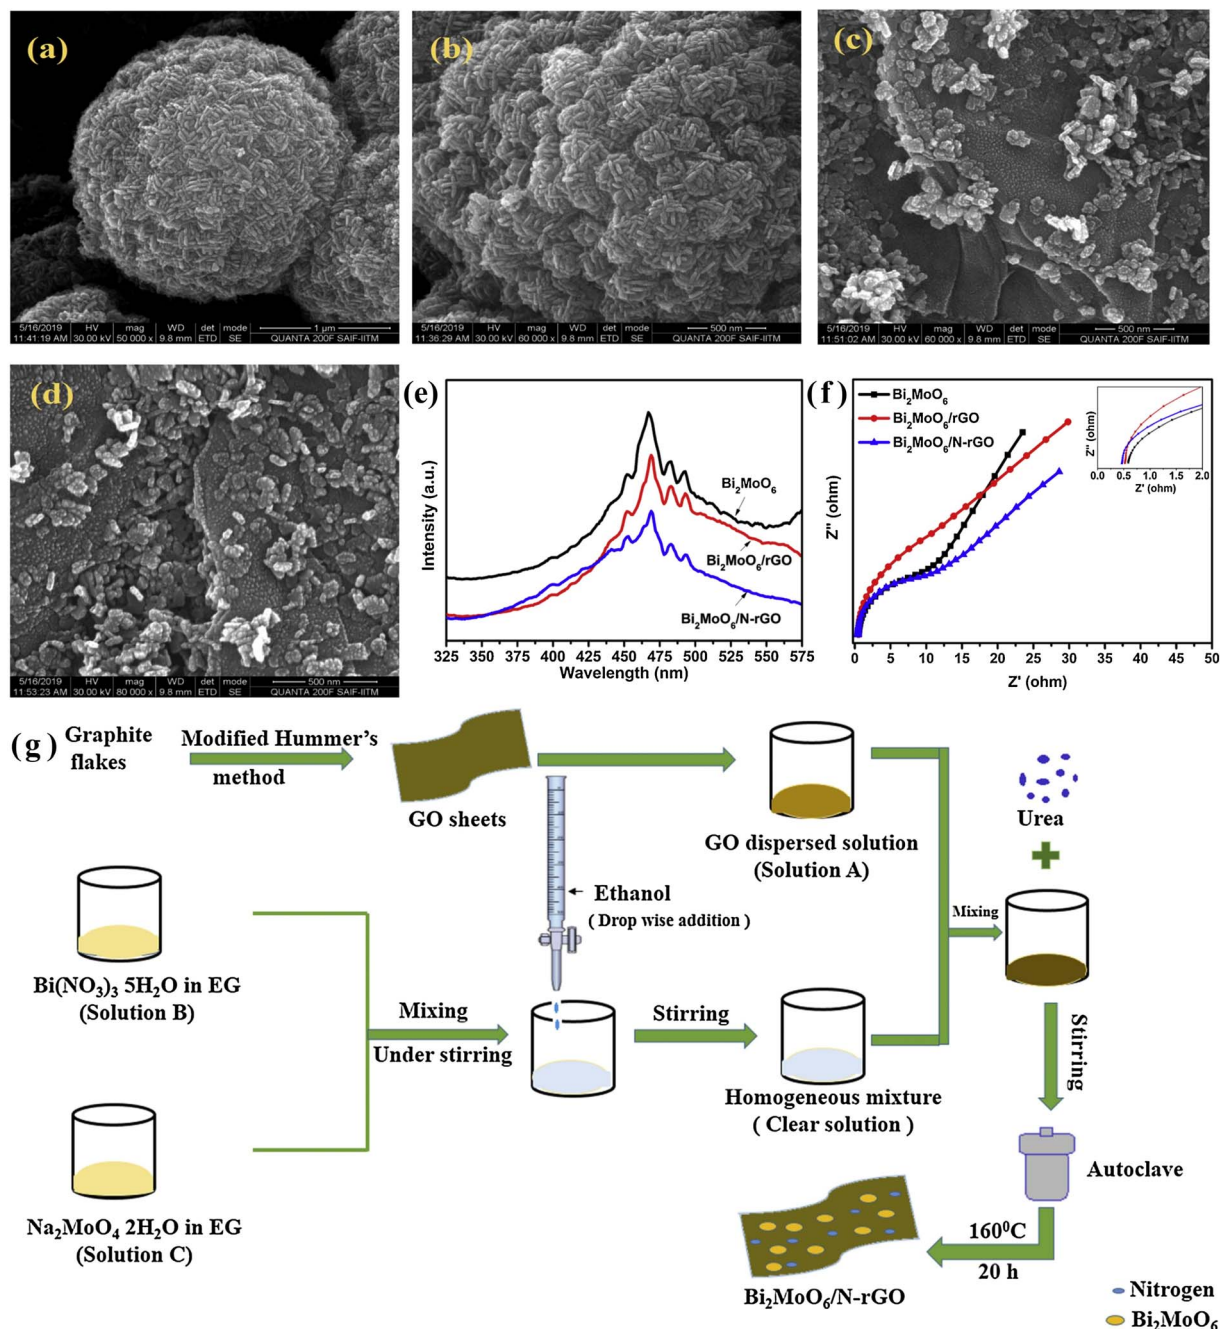 (a)
5/16/2019 HV mag WD det mode 1 µm
11:41:19 AM 30.00 kV 50 000 x 9.8 mm ETD SE QUANTA 200F SAIF-IITM
(b)
5/16/2019 HV mag WD det mode 500 nm
11:36:29 AM 30.00 kV 60 000 x 9.8 mm ETD SE QUANTA 200F SAIF-IITM
(c)
5/16/2019 HV mag WD det mode 500 nm
11:51:02 AM 30.00 kV 60 000 x 9.8 mm ETD SE QUANTA 200F SAIF-IITM
(d)
5/16/2019 HV mag WD det mode 500 nm
11:53:23 AM 30.00 kV 80 000 x 9.8 mm ETD SE QUANTA 200F SAIF-IITM
(e)
Intensity (a.u.)
Bi₂MoO₆
Bi₂MoO₆/rGO
Bi₂MoO₆/N-rGO
325 350 375 400 425 450 475 500 525 550 575
Wavelength (nm)
(f)
Z'' (ohm)
Bi₂MoO₆
Bi₂MoO₆/rGO
Bi₂MoO₆/N-rGO
Z'' (ohm)
0.0 0.5 1.0 1.5 2.0
Z' (ohm)
0 5 10 15 20 25 30 35 40 45 50
Z' (ohm)
(g)
Graphite
flakes
Modified Hummer's
method
GO sheets
GO dispersed solution
(Solution A)
Urea
Ethanol
( Drop wise addition )
Mixing
Bi(NO₃)₃ 5H₂O in EG
(Solution B)
Mixing
Under stirring
Stirring
Stirring
Homogeneous mixture
( Clear solution )
Autoclave
Na₂MoO₄ 2H₂O in EG
(Solution C)
160⁰C
20 h
Bi₂MoO₆/N-rGO
Nitrogen
Bi₂MoO₆